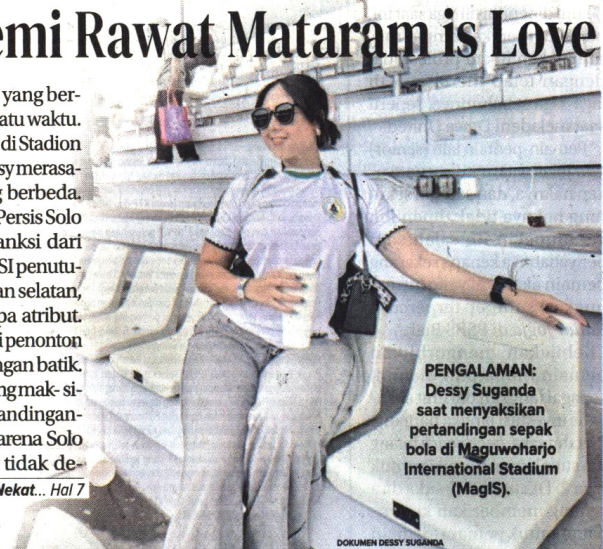 emi Rawat Mataram is Love
yang ber-
atu waktu.
di Stadion
sy merasa-
g berbeda.
Persis Solo
anksi dari
SI penutu-
an selatan,
pa atribut.
i penonton
ngan batik.
ng mak- si-
andingan-
arena Solo
tidak de-
Nekat... Hal 7
PENGALAMAN:
Dessy Suganda
saat menyaksikan
pertandingan sepak
bola di Maguwoharjo
International Stadium
(MagIS).
DOKUMEN DESSY SUGANDA